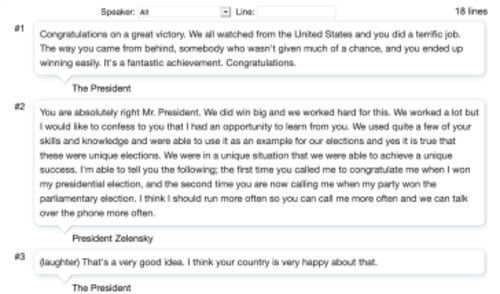 Speaker: All Line: 18 lines
#1
Congratulations on a great victory. We all watched from the United States and you did a terrific job.
The way you came from behind, somebody who wasn't given much of a chance, and you ended up
winning easily. It's a fantastic achievement. Congratulations.
The President
#2
You are absolutely right Mr. President. We did win big and we worked hard for this. We worked a lot but
I would like to confess to you that I had an opportunity to learn from you. We used quite a few of your
skills and knowledge and were able to use it as an example for our elections and yes it is true that
these were unique elections. We were in a unique situation that we were able to achieve a unique
success. I'm able to tell you the following; the first time you called me to congratulate me when I won
my presidential election, and the second time you are now calling me when my party won the
parliamentary election. I think I should run more often so you can call me more often and we can talk
over the phone more often.
President Zelensky
#3
(laughter) That's a very good idea. I think your country is very happy about that.
The President